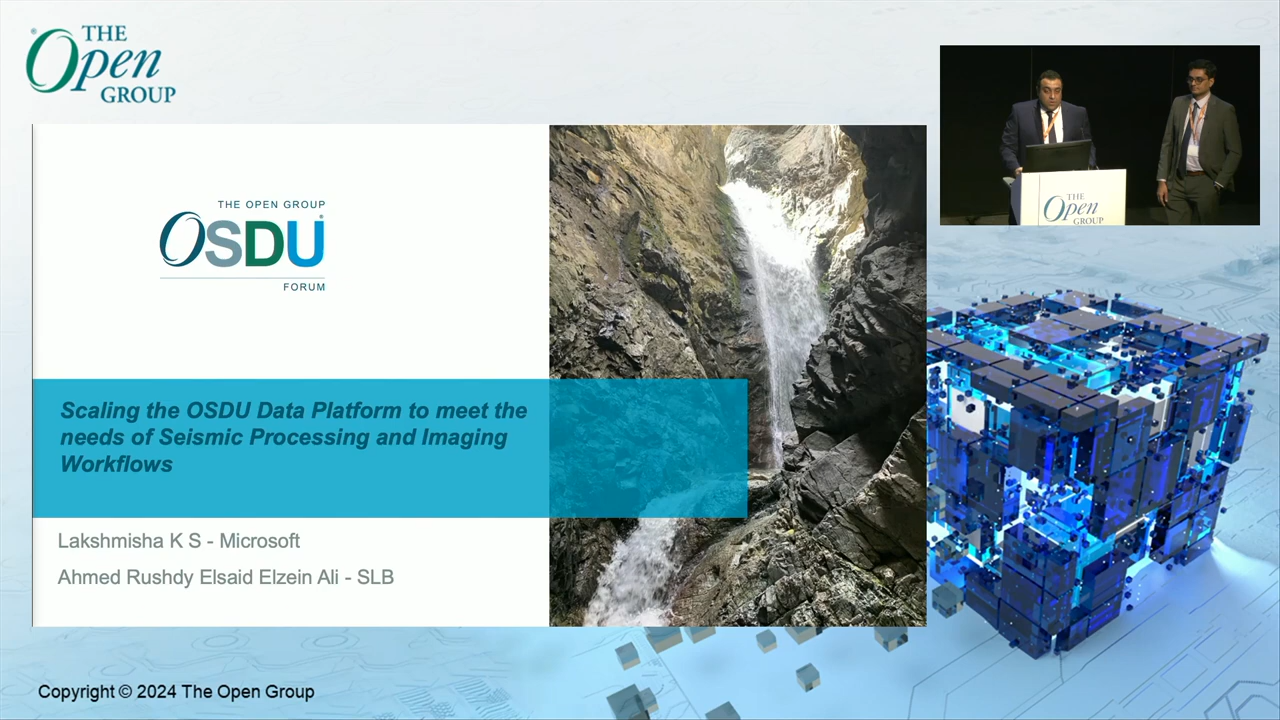 THE
Open
GROUP
THE OPEN GROUP
OSDU
FORUM
Scaling the OSDU Data Platform to meet the
needs of Seismic Processing and Imaging
Workflows
Lakshmisha K S - Microsoft
Ahmed Rushdy Elsaid Elzein Ali - SLB
THE
Open
GROUP
Copyright © 2024 The Open Group